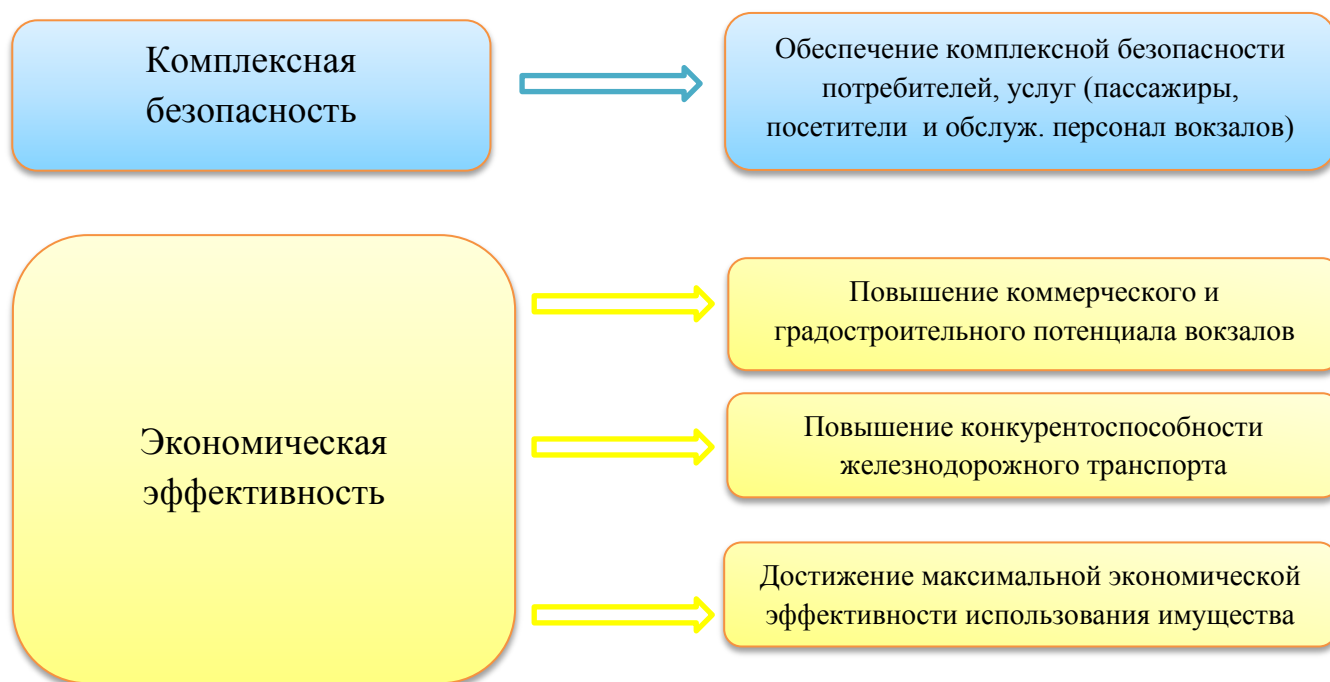 Комплексная
безопасность
Обеспечение комплексной безопасности
потребителей, услуг (пассажиры,
посетители и обслуж. персонал вокзалов)
Экономическая
эффективность
Повышение коммерческого и
градостроительного потенциала вокзалов
Повышение конкурентоспособности
железнодорожного транспорта
Достижение максимальной экономической
эффективности использования имущества